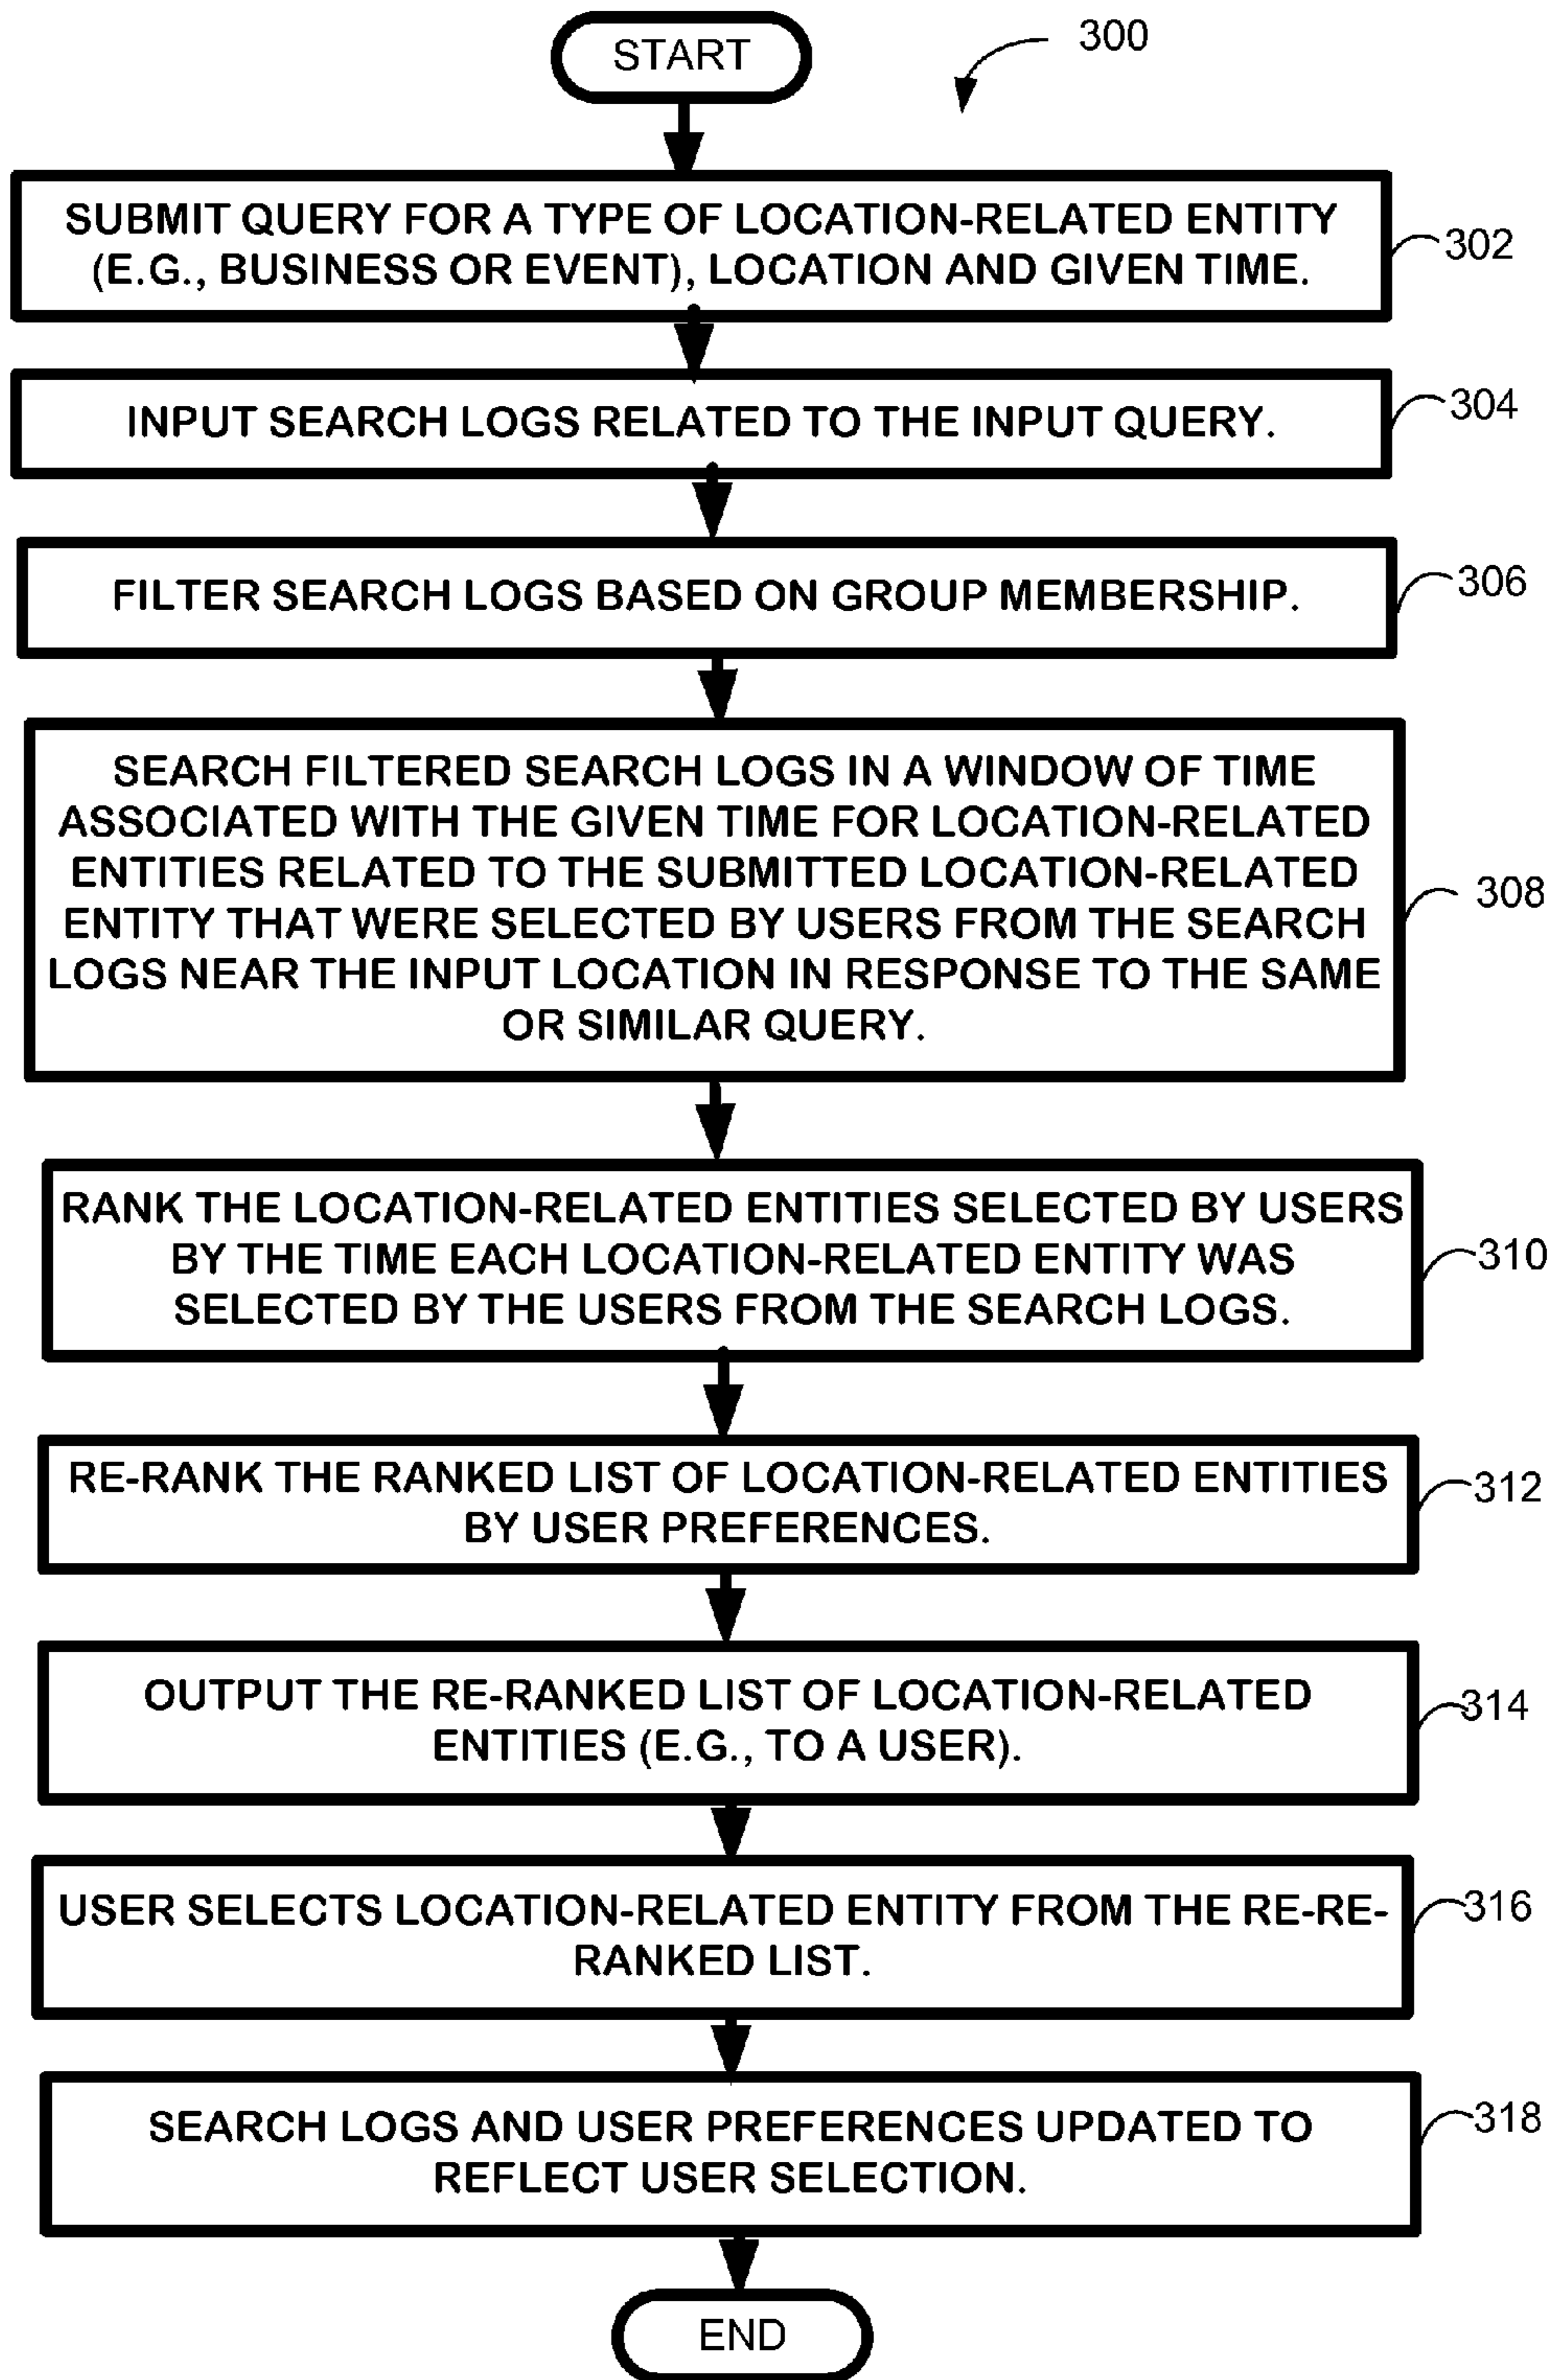 START
300
SUBMIT QUERY FOR A TYPE OF LOCATION-RELATED ENTITY
(E.G., BUSINESS OR EVENT), LOCATION AND GIVEN TIME.
302
INPUT SEARCH LOGS RELATED TO THE INPUT QUERY.
304
FILTER SEARCH LOGS BASED ON GROUP MEMBERSHIP.
306
SEARCH FILTERED SEARCH LOGS IN A WINDOW OF TIME
ASSOCIATED WITH THE GIVEN TIME FOR LOCATION-RELATED
ENTITIES RELATED TO THE SUBMITTED LOCATION-RELATED
ENTITY THAT WERE SELECTED BY USERS FROM THE SEARCH
LOGS NEAR THE INPUT LOCATION IN RESPONSE TO THE SAME
OR SIMILAR QUERY.
308
RANK THE LOCATION-RELATED ENTITIES SELECTED BY USERS
BY THE TIME EACH LOCATION-RELATED ENTITY WAS
SELECTED BY THE USERS FROM THE SEARCH LOGS.
310
RE-RANK THE RANKED LIST OF LOCATION-RELATED ENTITIES
BY USER PREFERENCES.
312
OUTPUT THE RE-RANKED LIST OF LOCATION-RELATED
ENTITIES (E.G., TO A USER).
314
USER SELECTS LOCATION-RELATED ENTITY FROM THE RE-RE-
RANKED LIST.
316
SEARCH LOGS AND USER PREFERENCES UPDATED TO
REFLECT USER SELECTION.
318
END